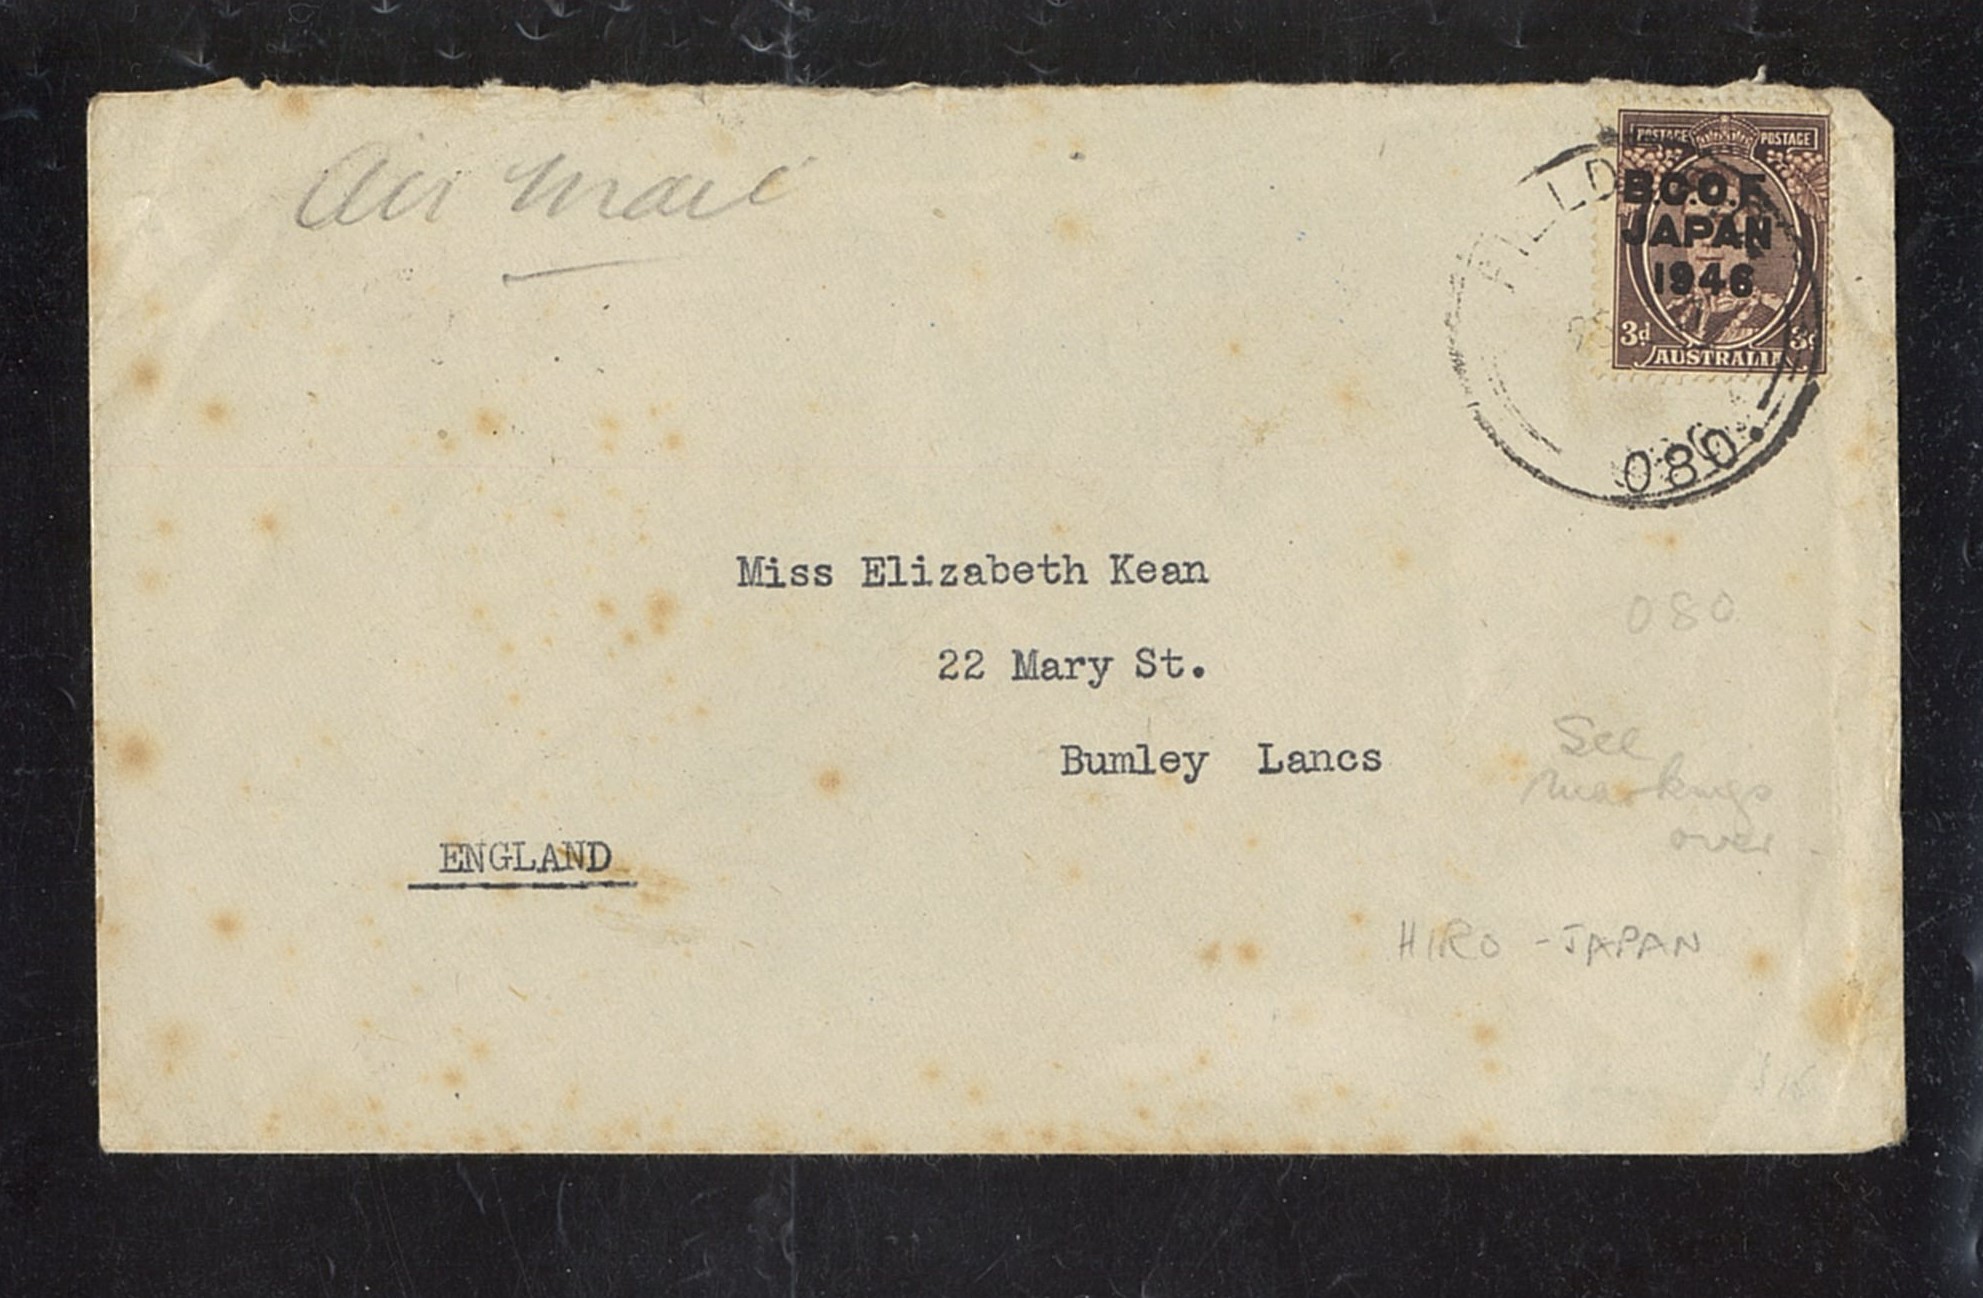 Air Mail
POSTAGE POSTAGE
B.C.O.F.
JAPAN
1946
3d 3d
AUSTRALIA
080
Miss Elizabeth Kean
22 Mary St.
Bumley Lancs
ENGLAND
080
See
markings
over
HIRO - JAPAN